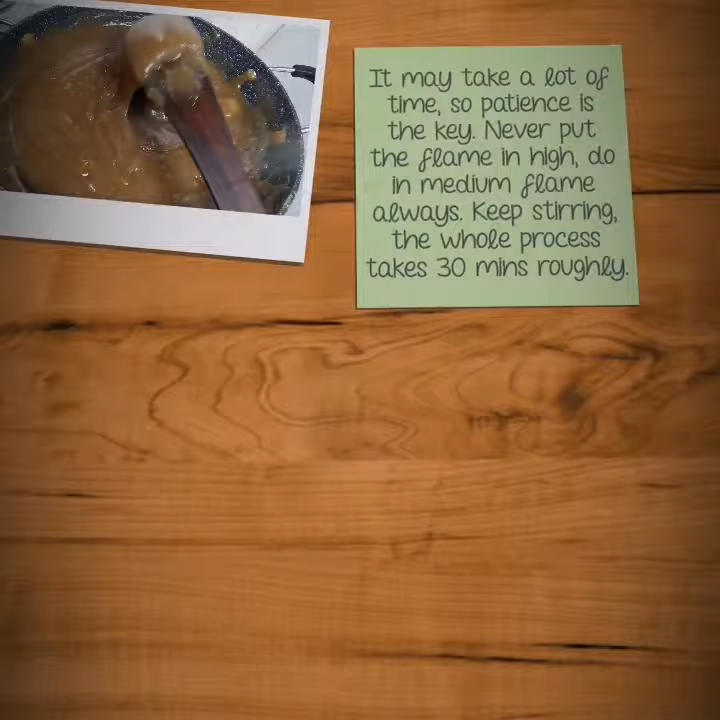 It may take a lot of
time, so patience is
the key. Never put
the flame in high, do
in medium flame
always. Keep stirring,
the whole process
takes 30 mins roughly.